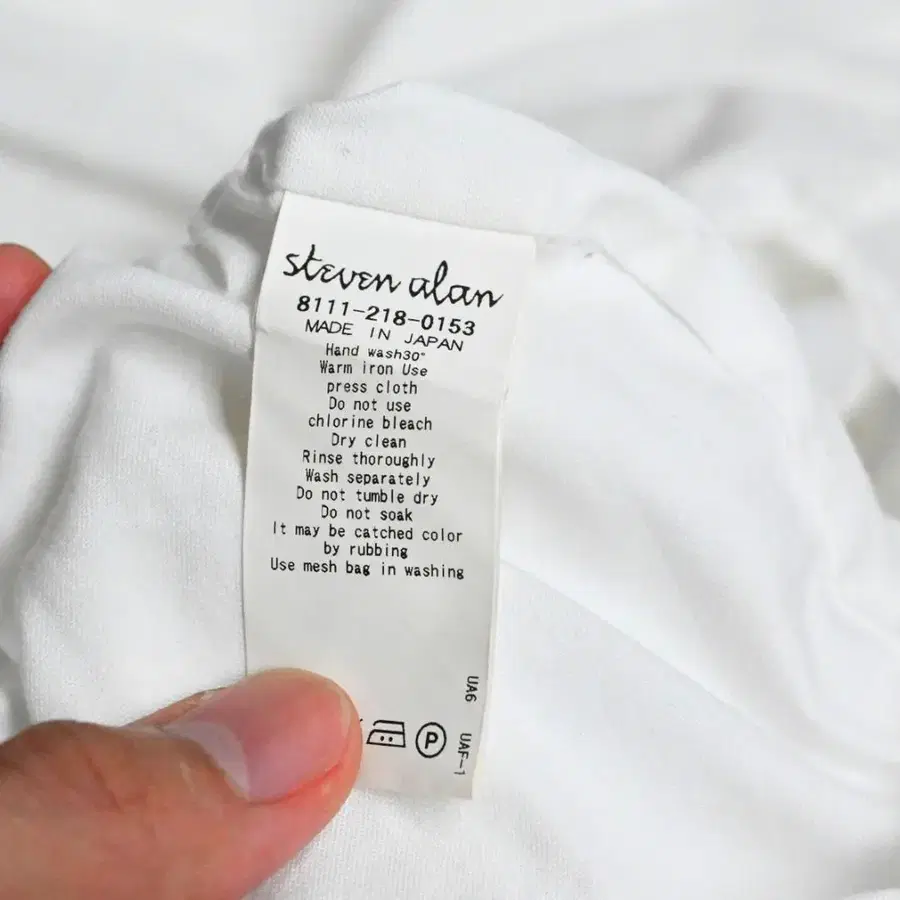 steven alan
8111-218-0153
MADE IN JAPAN
Hand wash30°
Warm iron Use
press cloth
Do not use
chlorine bleach
Dry clean
Rinse thoroughly
Wash separately
Do not tumble dry
Do not soak
It may be catched color
by rubbing
Use mesh bag in washing
UA6
P
UAF-1